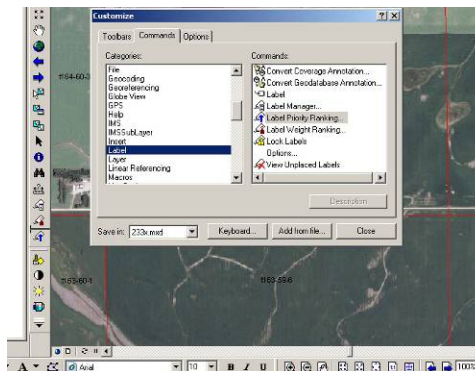 Customize
Toolbars Commands Options
Categories:
File
Geocoding
Georeferencing
Globe View
GPS
Help
IMS
IMSSubLayer
Insert
Label
Layer
Linear Referencing
Macros
Commands:
Convert Coverage Annotation...
Convert Geodatabase Annotation...
Label
Label Manager...
Label Priority Ranking...
Label Weight Ranking...
Lock Labels
Options...
View Unplaced Labels
Description
Save in: 233x.mxd Keyboard... Add from file... Close
A Arial 10 B I U 100%